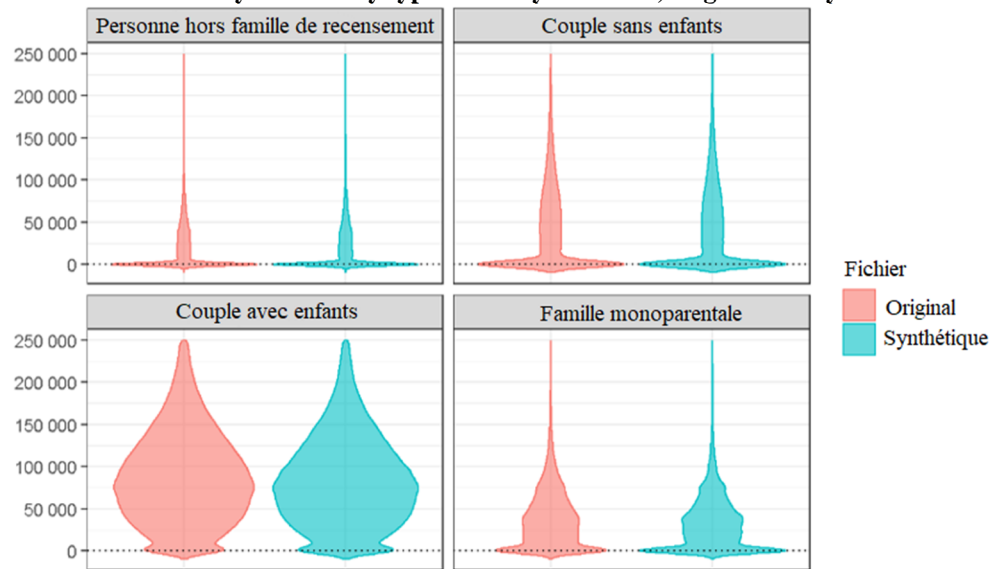 Personne hors famille de recensement
Couple sans enfants
250 000
200 000
150 000
100 000
50 000
0
Couple avec enfants
Famille monoparentale
250 000
200 000
150 000
100 000
50 000
0
Fichier
Original
Synthétique